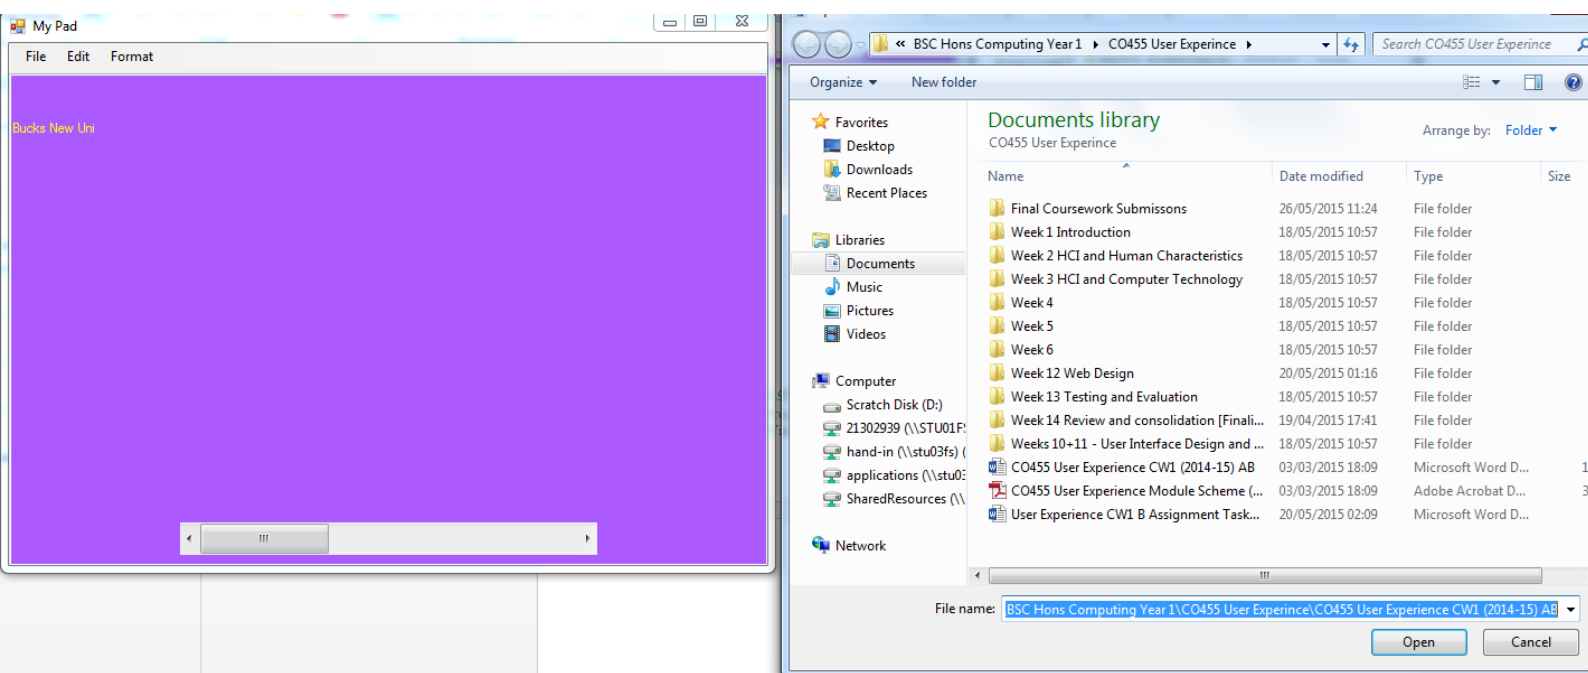 My Pad
File Edit Format
Bucks New Uni
« BSC Hons Computing Year 1 CO455 User Experince
Search CO455 User Experince
Organize New folder
Favorites
Desktop
Downloads
Recent Places
Libraries
Documents
Music
Pictures
Videos
Computer
Scratch Disk (D:)
21302939 (\\STU01F
hand-in (\\stu03fs) (
applications (\\stu03
SharedResources (\\
Network
Documents library
CO455 User Experince
Arrange by: Folder
Name Date modified Type Size
Final Coursework Submissons 26/05/2015 11:24 File folder
Week 1 Introduction 18/05/2015 10:57 File folder
Week 2 HCI and Human Characteristics 18/05/2015 10:57 File folder
Week 3 HCI and Computer Technology 18/05/2015 10:57 File folder
Week 4 18/05/2015 10:57 File folder
Week 5 18/05/2015 10:57 File folder
Week 6 18/05/2015 10:57 File folder
Week 12 Web Design 20/05/2015 01:16 File folder
Week 13 Testing and Evaluation 18/05/2015 10:57 File folder
Week 14 Review and consolidation [Finali... 19/04/2015 17:41 File folder
Weeks 10+11 - User Interface Design and ... 18/05/2015 10:57 File folder
CO455 User Experience CW1 (2014-15) AB 03/03/2015 18:09 Microsoft Word D... 1
CO455 User Experience Module Scheme (... 03/03/2015 18:09 Adobe Acrobat D... 3
User Experience CW1 B Assignment Task... 20/05/2015 02:09 Microsoft Word D...
File name: BSC Hons Computing Year 1\CO455 User Experince\CO455 User Experience CW1 (2014-15) AB
Open Cancel